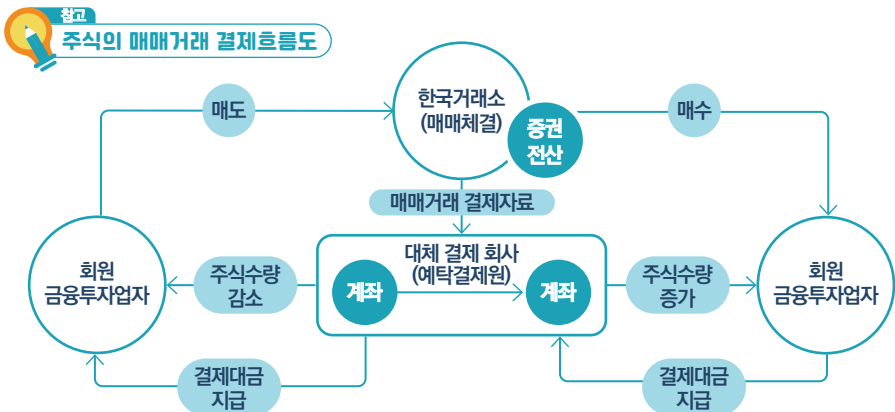 참고
주식의 매매거래 결제흐름도
매도
한국거래소
(매매체결)
증권
전산
매수
매매거래 결제자료
회원
금융투자업자
주식수량
감소
대체 결제 회사
(예탁결제원)
계좌
계좌
주식수량
증가
회원
금융투자업자
결제대금
지급
결제대금
지급